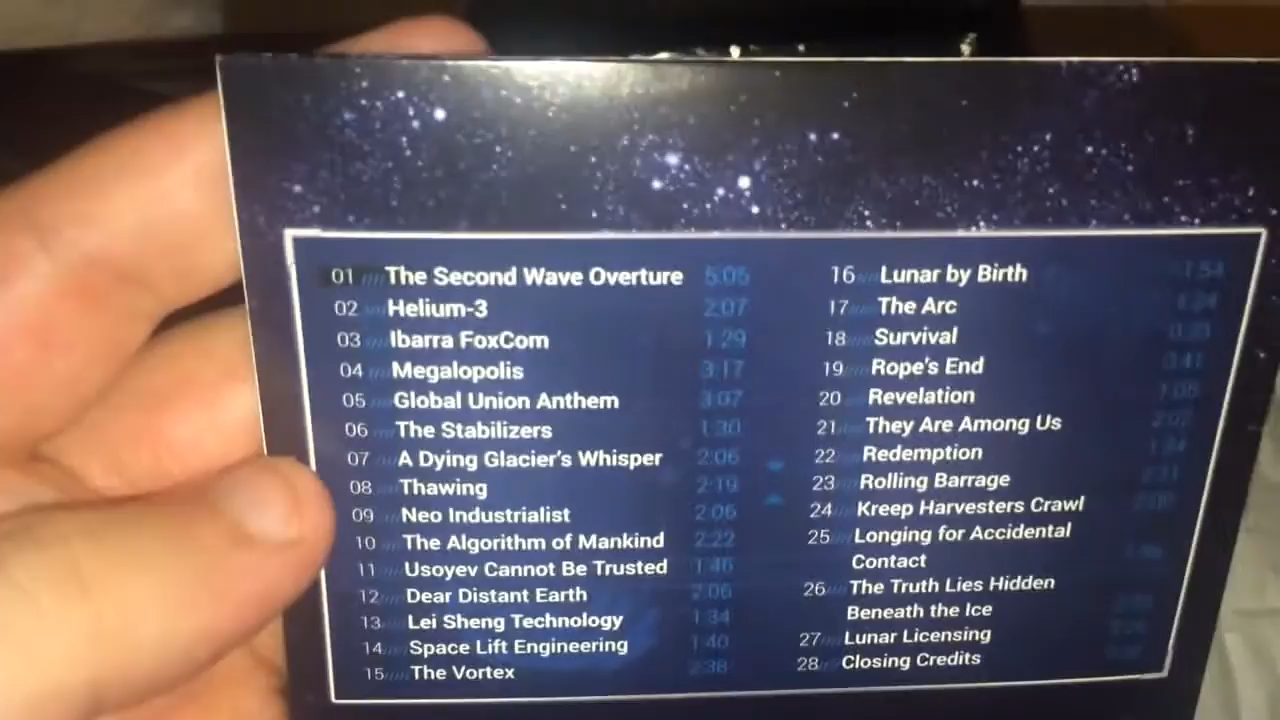 01 //// The Second Wave Overture 5:05
02 //// Helium-3 2:07
03 //// Ibarra FoxCom 1:29
04 //// Megalopolis 3:17
05 //// Global Union Anthem 3:07
06 //// The Stabilizers 1:30
07 //// A Dying Glacier's Whisper 2:06
08 //// Thawing 2:19
09 //// Neo Industrialist 2:06
10 //// The Algorithm of Mankind 2:22
11 //// Usoyev Cannot Be Trusted 1:46
12 //// Dear Distant Earth 2:06
13 //// Lei Sheng Technology 1:34
14 //// Space Lift Engineering 1:40
15 //// The Vortex 2:38
16 //// Lunar by Birth 1:54
17 //// The Arc 1:24
18 //// Survival
19 //// Rope's End
20 //// Revelation
21 //// They Are Among Us
22 //// Redemption
23 //// Rolling Barrage
24 //// Kreep Harvesters Crawl
25 //// Longing for Accidental
Contact
26 //// The Truth Lies Hidden
Beneath the Ice
27 //// Lunar Licensing
28 //// Closing Credits